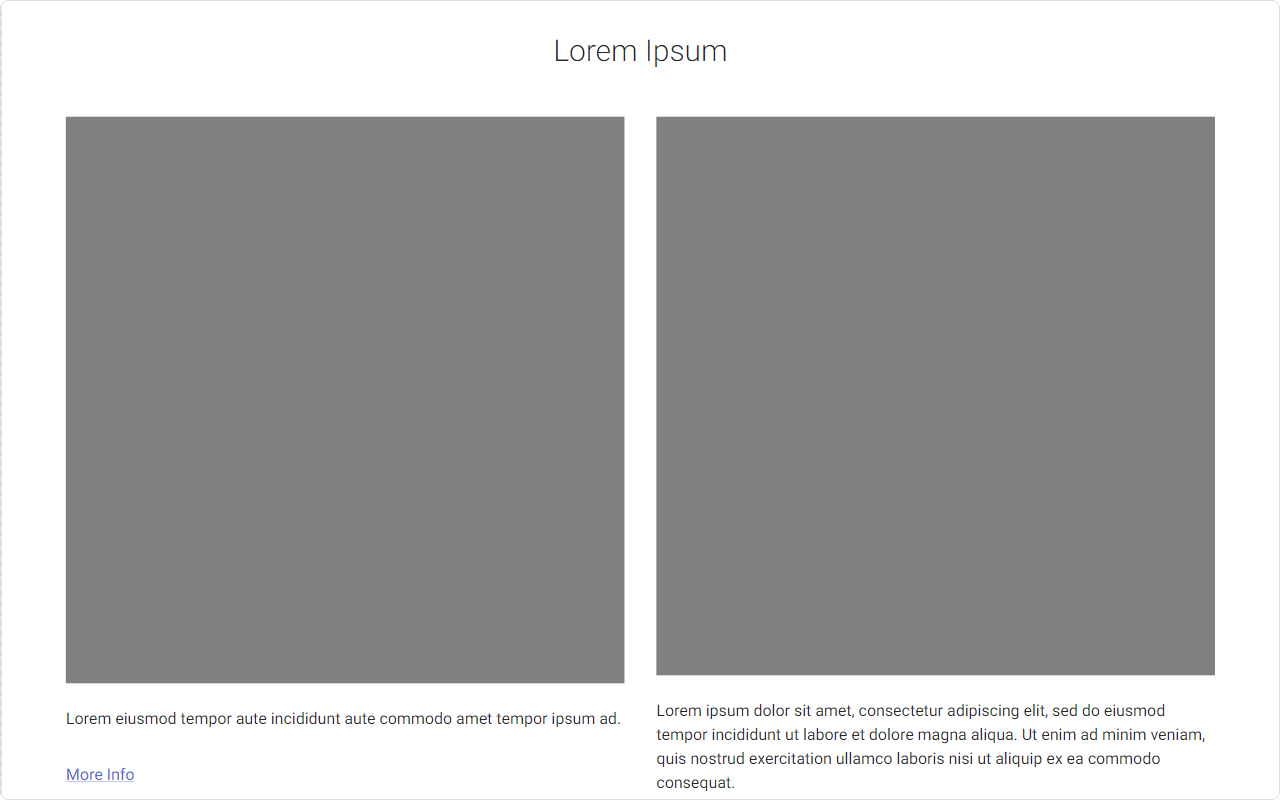 Lorem Ipsum
Lorem eiusmod tempor aute incididunt aute commodo amet tempor ipsum ad.
More Info
Lorem ipsum dolor sit amet, consectetur adipiscing elit, sed do eiusmod
tempor incididunt ut labore et dolore magna aliqua. Ut enim ad minim veniam,
quis nostrud exercitation ullamco laboris nisi ut aliquip ex ea commodo
consequat.